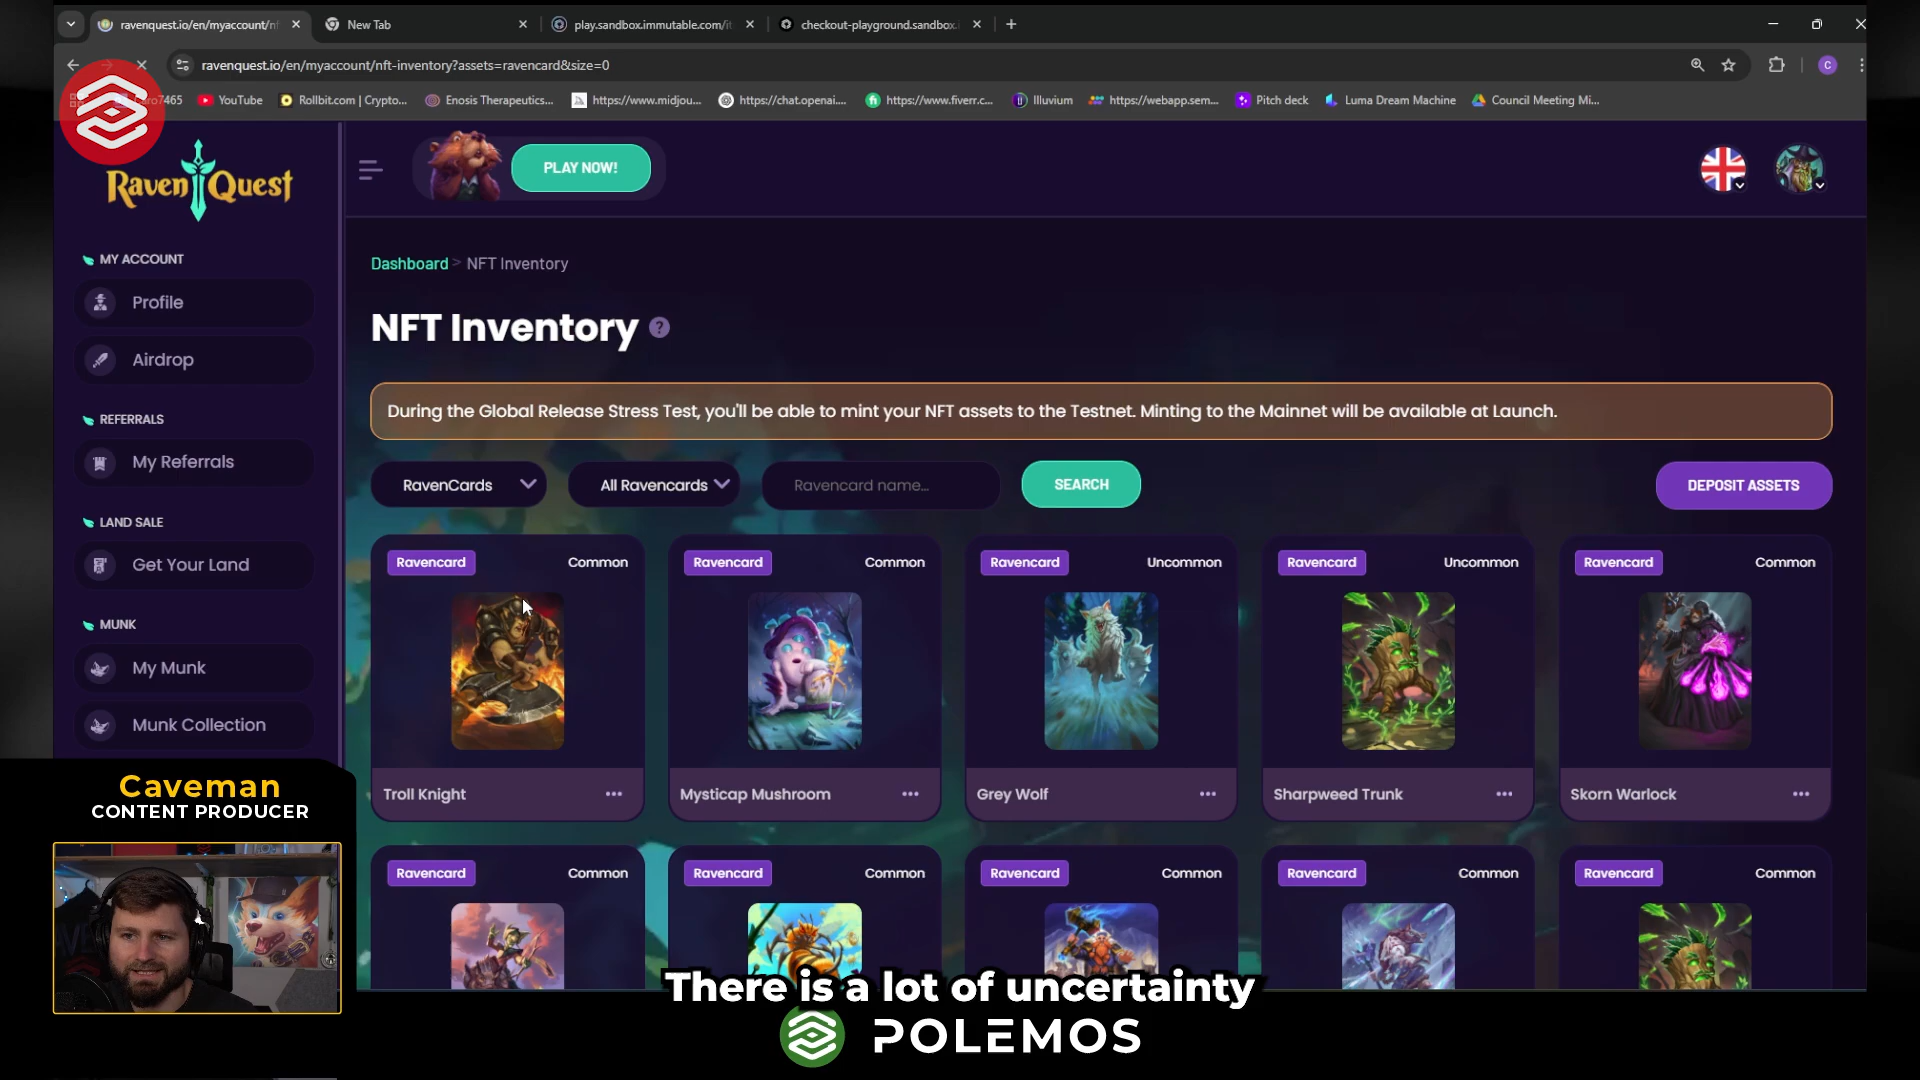 ravenquest.io/en/myaccount/nf
New Tab
play.sandbox.immutable.com/it
checkout-playground.sandbox.i
ravenquest.io/en/myaccount/nft-inventory?assets=ravencard&size=0
C
7465
YouTube
Rollbit.com | Crypto...
Enosis Therapeutics...
https://www.midjou...
https://chat.openai....
https://www.fiverr.c...
Illuvium
https://webapp.sem...
Pitch deck
Luma Dream Machine
Council Meeting Mi...
RavenQuest
PLAY NOW!
MY ACCOUNT
Profile
Airdrop
REFERRALS
My Referrals
LAND SALE
Get Your Land
MUNK
My Munk
Munk Collection
Dashboard > NFT Inventory
NFT Inventory ?
During the Global Release Stress Test, you'll be able to mint your NFT assets to the Testnet. Minting to the Mainnet will be available at Launch.
RavenCards
All Ravencards
Ravencard name...
SEARCH
DEPOSIT ASSETS
Ravencard Common
Ravencard Common
Ravencard Uncommon
Ravencard Uncommon
Ravencard Common
Troll Knight
Mysticap Mushroom
Grey Wolf
Sharpweed Trunk
Skorn Warlock
Ravencard Common
Ravencard Common
Ravencard Common
Ravencard Common
Ravencard Common
Caveman
CONTENT PRODUCER
There is a lot of uncertainty
POLEMOS